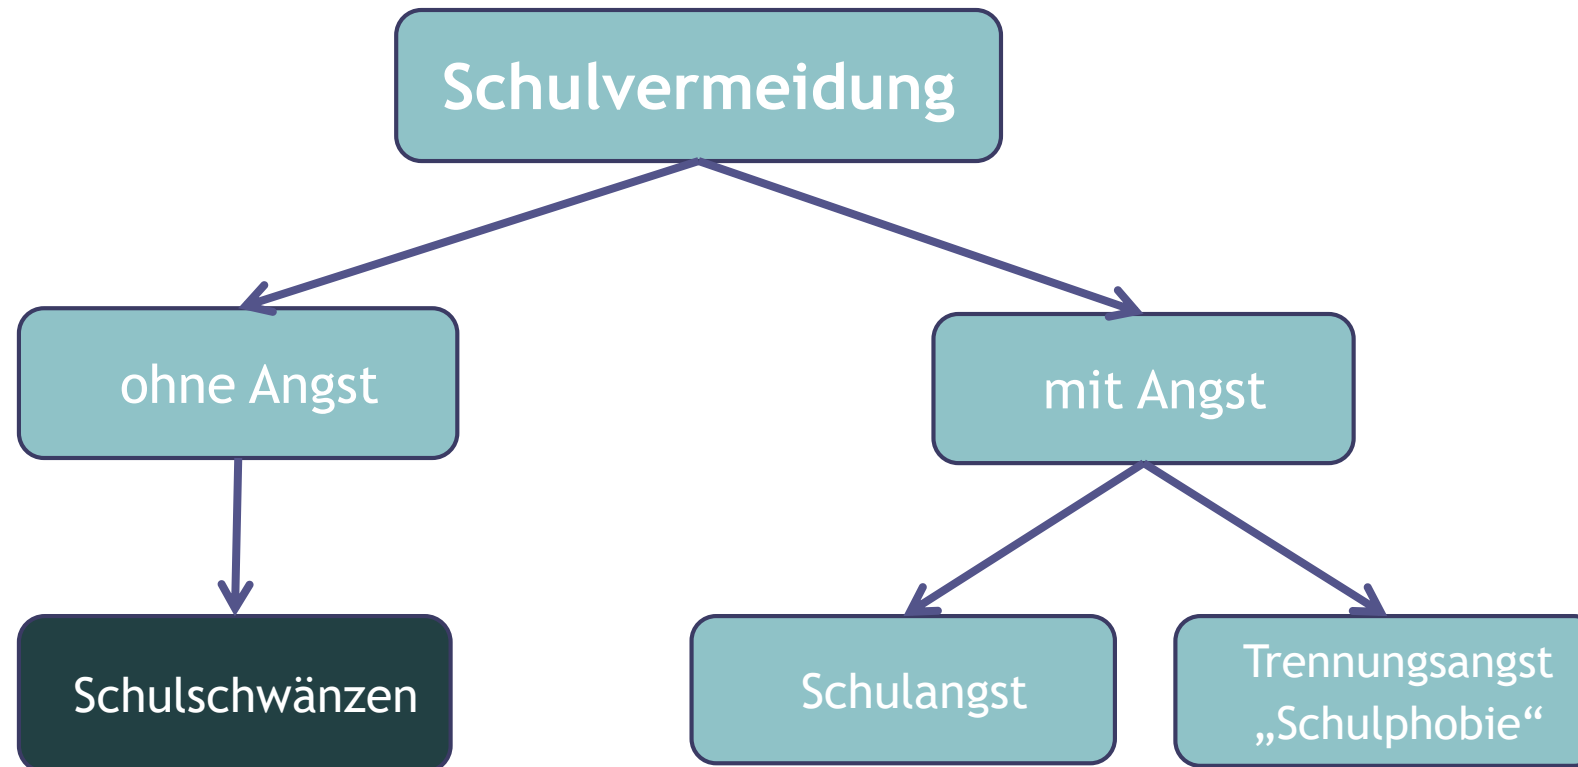 Schulvermeidung
ohne Angst
mit Angst
Schulschwänzen
Schulangst
Trennungsangst
„Schulphobie“